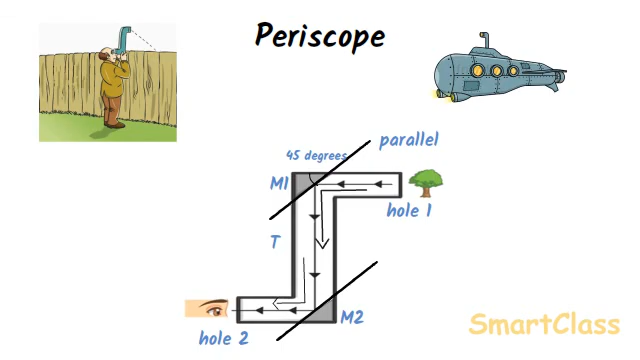 Periscope
parallel
45 degrees
M1
hole 1
T
M2
hole 2
SmartClass